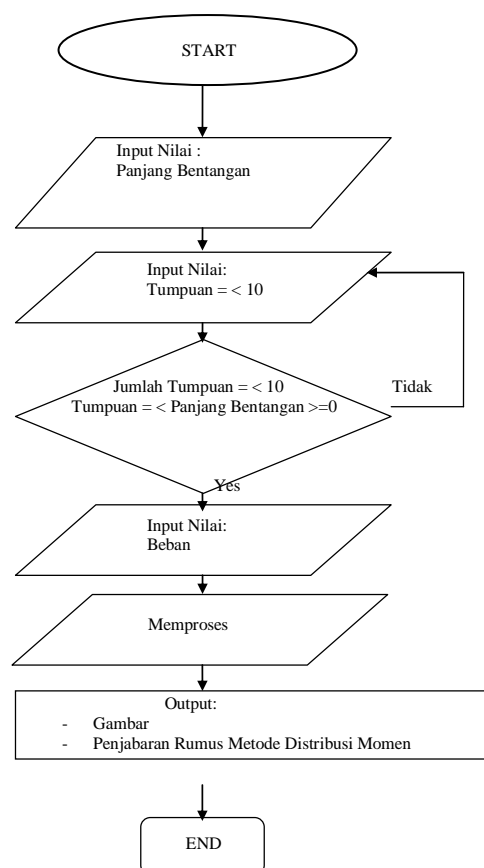 START
Input Nilai :
Panjang Bentangan
Input Nilai:
Tumpuan = < 10
Jumlah Tumpuan = < 10
Tumpuan = < Panjang Bentangan >=0
Tidak
Yes
Input Nilai:
Beban
Memproses
Output:
- Gambar
- Penjabaran Rumus Metode Distribusi Momen
END